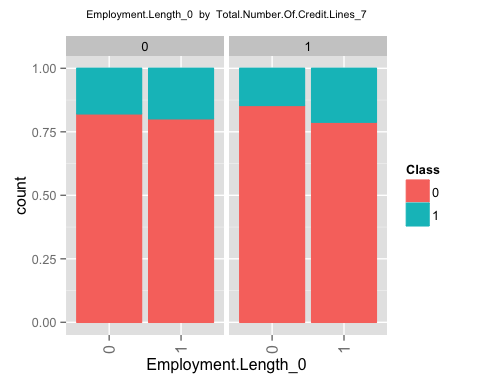 Employment.Length_0 by Total.Number.Of.Credit.Lines_7
0 1
1.00
0.75
0.50
0.25
0.00
count
0 1 0 1
Employment.Length_0
Class
0
1